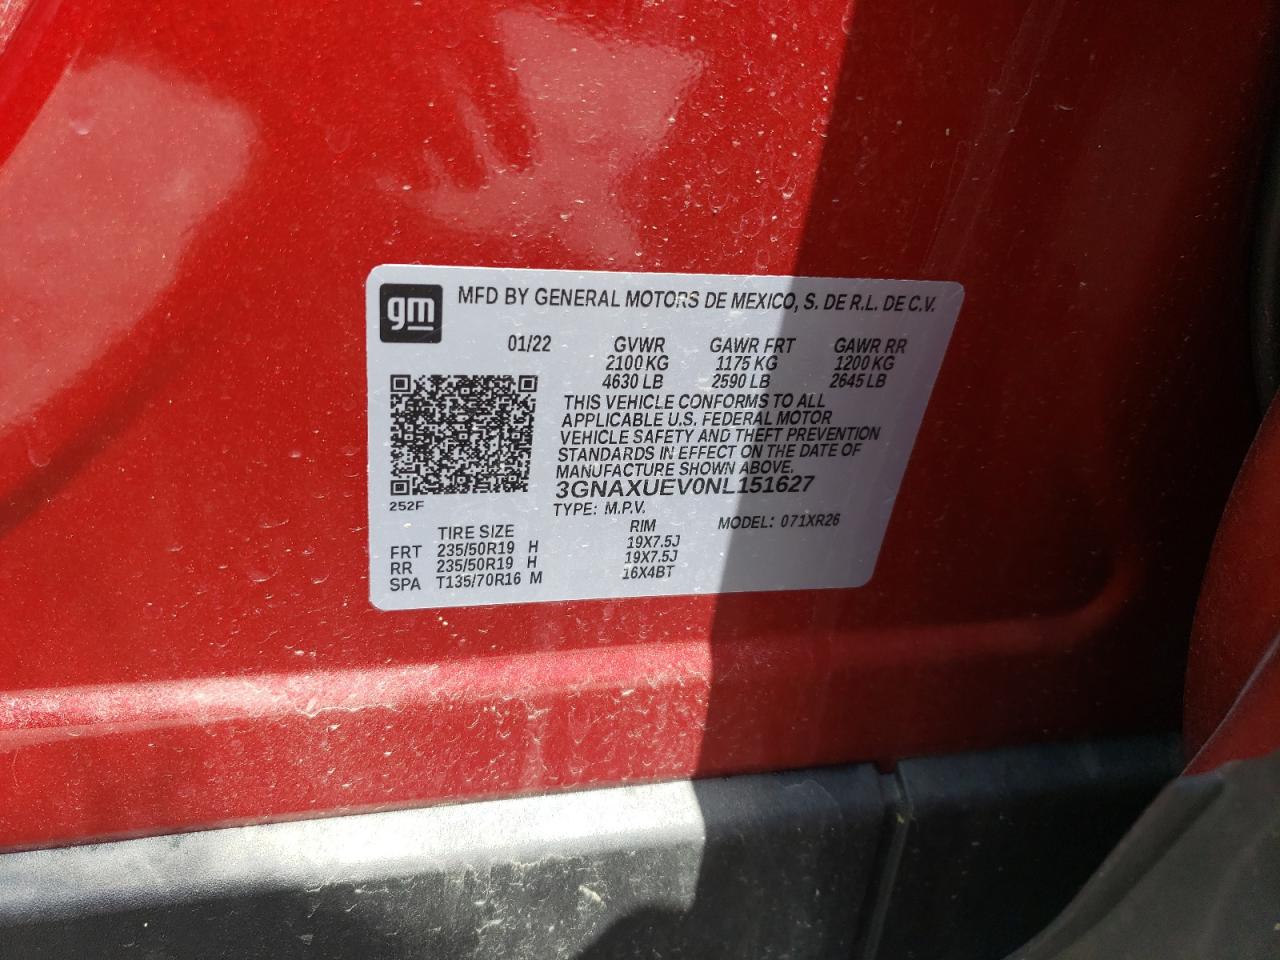 gm MFD BY GENERAL MOTORS DE MEXICO, S. DE R.L. DE C.V.
01/22 GVWR GAWR FRT GAWR RR
2100 KG 1175 KG 1200 KG
4630 LB 2590 LB 2645 LB
THIS VEHICLE CONFORMS TO ALL
APPLICABLE U.S. FEDERAL MOTOR
VEHICLE SAFETY AND THEFT PREVENTION
STANDARDS IN EFFECT ON THE DATE OF
MANUFACTURE SHOWN ABOVE.
3GNAXUEV0NL151627
252F TYPE: M.P.V. MODEL: 071XR26
TIRE SIZE RIM
FRT 235/50R19 H 19X7.5J
RR 235/50R19 H 19X7.5J
SPA T135/70R16 M 16X4BT